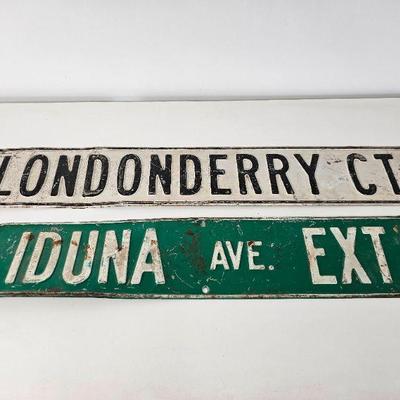 LONDONDERRY CT
IDUNA AVE. EXT